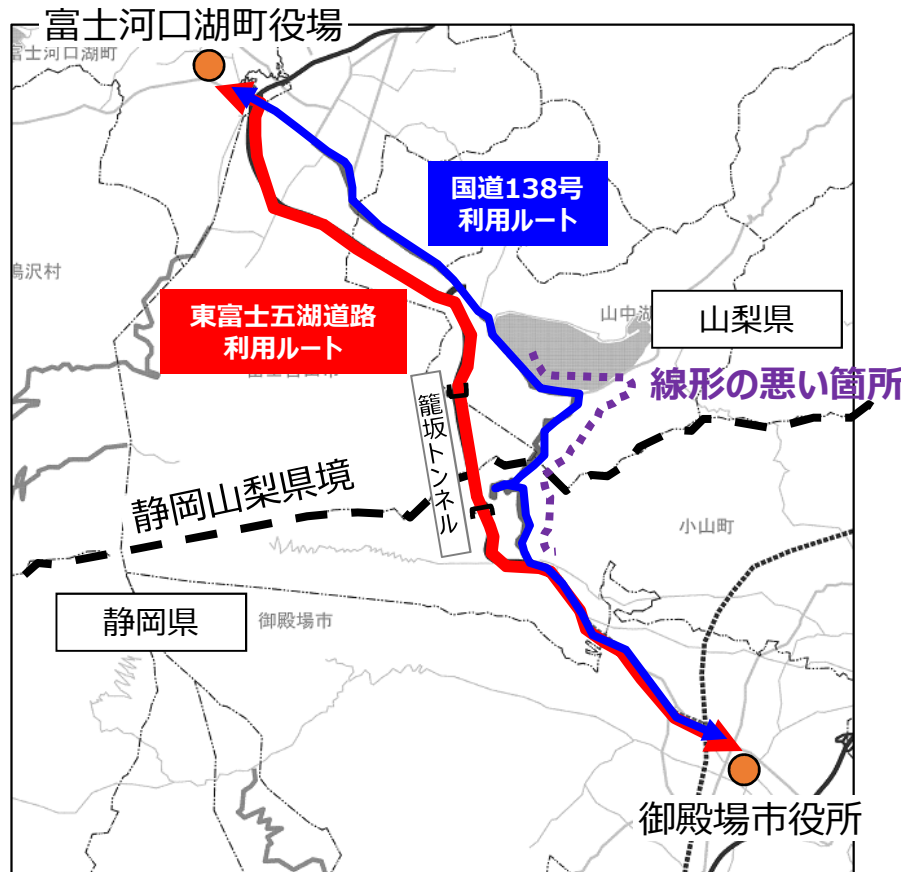 富士河口湖町役場
富士河口湖町
国道138号
利用ルート
鳴沢村
東富士五湖道路
利用ルート
山中湖
山梨県
線形の悪い箇所
籠坂トンネル
静岡山梨県境
小山町
静岡県
御殿場市
御殿場市役所